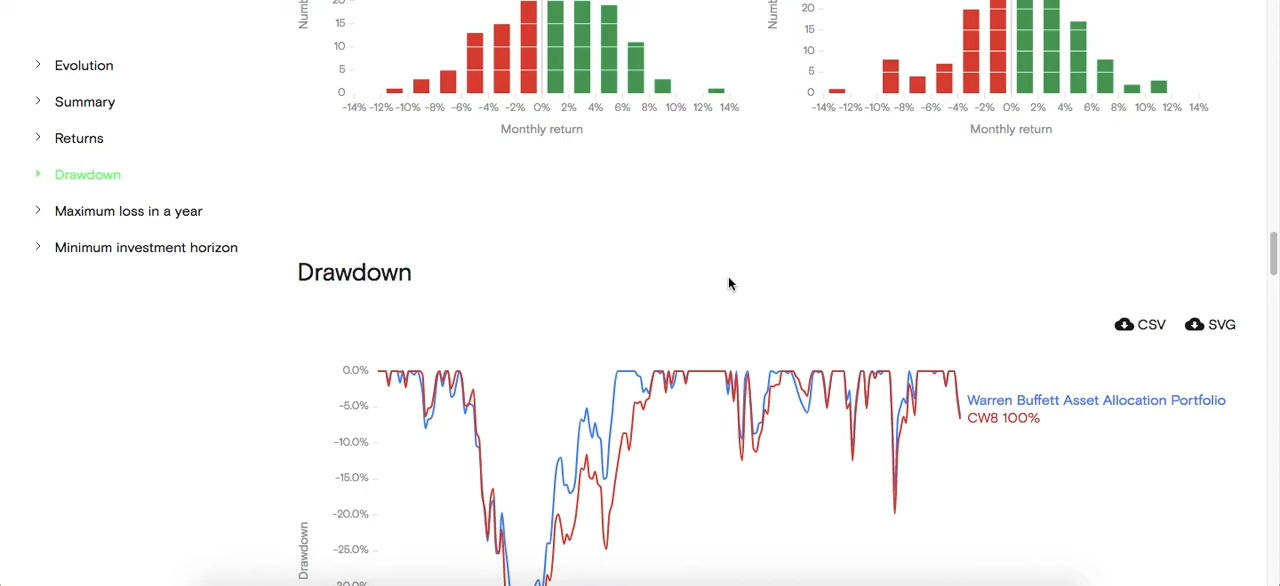 Evolution
Summary
Returns
Drawdown
Maximum loss in a year
Minimum investment horizon
20
15
10
5
0
-14% -12% -10% -8% -6% -4% -2% 0% 2% 4% 6% 8% 10% 12% 14%
Monthly return
20
15
10
5
0
-14% -12% -10% -8% -6% -4% -2% 0% 2% 4% 6% 8% 10% 12% 14%
Monthly return
Drawdown
CSV SVG
0.0%
-5.0%
-10.0%
-15.0%
-20.0%
-25.0%
-30.0%
Drawdown
Warren Buffett Asset Allocation Portfolio
CW8 100%